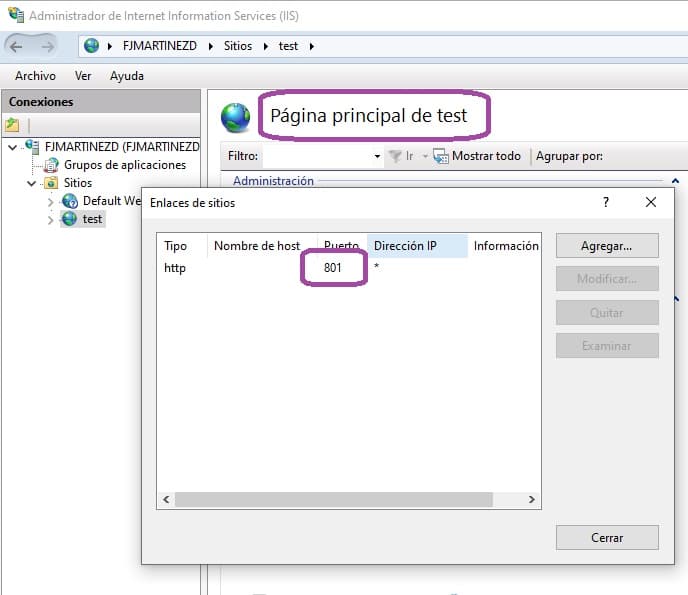 Administrador de Internet Information Services (IIS)
FJMARTINEZD Sitios test
Archivo Ver Ayuda
Conexiones
FJMARTINEZD (FJMARTINEZD
Grupos de aplicaciones
Sitios
Default We
test
Página principal de test
Filtro: Ir Mostrar todo Agrupar por:
Administración
Enlaces de sitios ?
Tipo Nombre de host Puerto Dirección IP Información
http 801 *
Agregar...
Modificar...
Quitar
Examinar
Cerrar